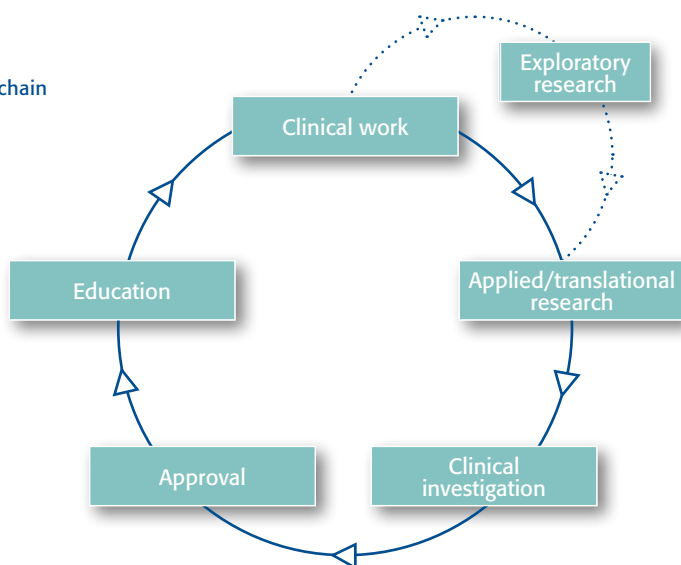 chain
Exploratory
research
Clinical work
Education
Applied/translational
research
Approval
Clinical
investigation